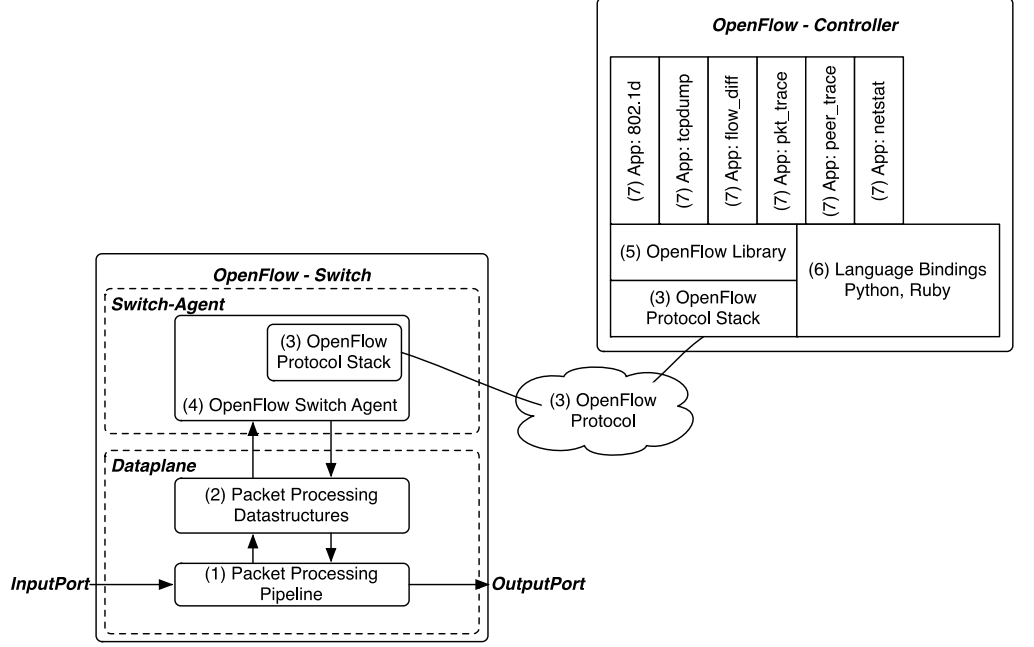 OpenFlow - Controller
(7) App: 802.1d
(7) App: tcpdump
(7) App: flow_diff
(7) App: pkt_trace
(7) App: peer_trace
(7) App: netstat
(5) OpenFlow Library
(6) Language Bindings
Python, Ruby
(3) OpenFlow
Protocol Stack
OpenFlow - Switch
Switch-Agent
(3) OpenFlow
Protocol Stack
(4) OpenFlow Switch Agent
(3) OpenFlow
Protocol
Dataplane
(2) Packet Processing
Datastructures
InputPort
(1) Packet Processing
Pipeline
OutputPort